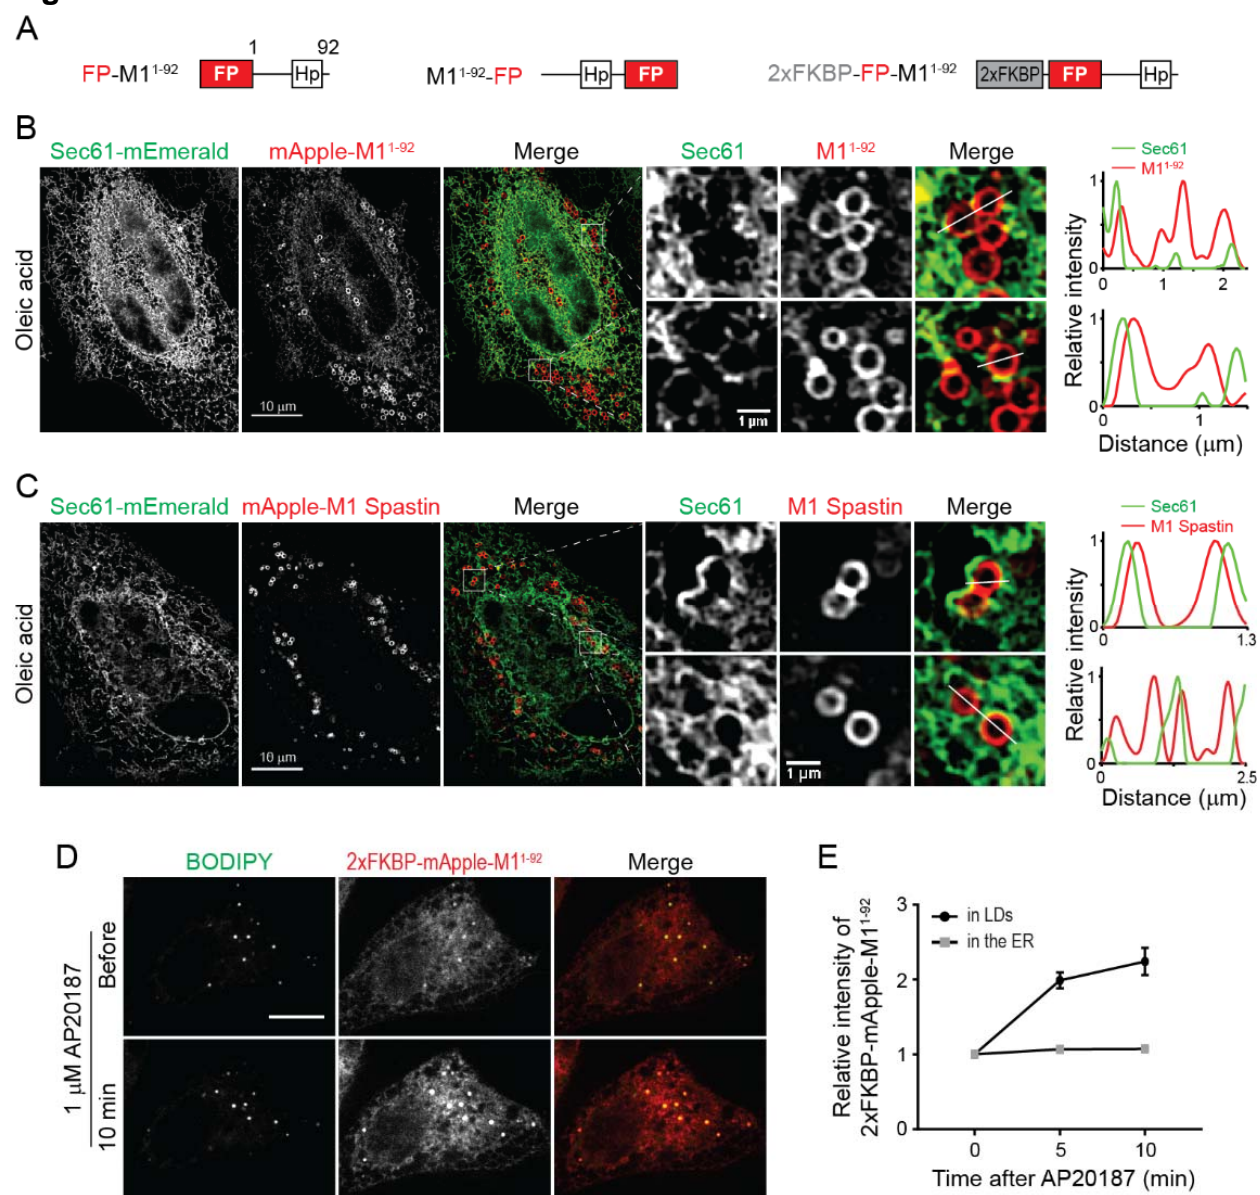 A
1 92
FP-M1¹⁻⁹² FP Hp
M1¹⁻⁹²-FP Hp FP
2xFKBP-FP-M1¹⁻⁹² 2xFKBP FP Hp
B
Sec61-mEmerald mApple-M1¹⁻⁹² Merge Sec61 M1¹⁻⁹² Merge
Oleic acid
10 μm
1 μm
Sec61
M1¹⁻⁹²
Relative intensity
1
0
0 1 2
1
0
0 1
Distance (μm)
C
Sec61-mEmerald mApple-M1 Spastin Merge Sec61 M1 Spastin Merge
Oleic acid
10 μm
1 μm
Sec61
M1 Spastin
Relative intensity
1
0
0 1.3
1
0
0 2.5
Distance (μm)
D
BODIPY 2xFKBP-mApple-M1¹⁻⁹² Merge
1 μM AP20187
Before
10 min
E
Relative intensity of
2xFKBP-mApple-M1¹⁻⁹²
in LDs
in the ER
3
2
1
0
0 5 10
Time after AP20187 (min)